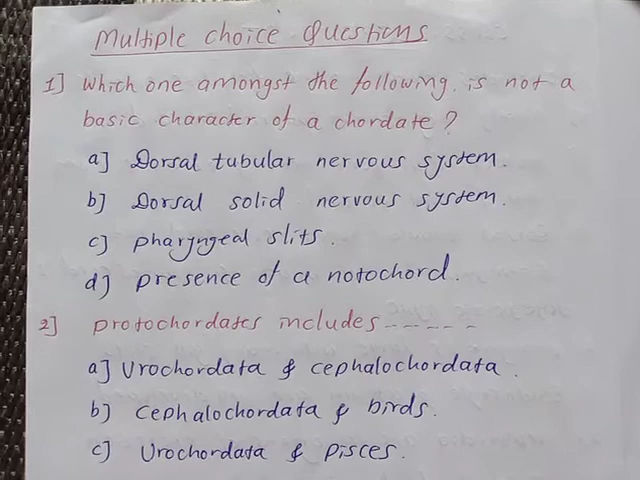 Multiple choice Questions
1] Which one amongst the following is not a
basic character of a chordate?
a] Dorsal tubular nervous system.
b] Dorsal solid nervous system.
c] pharyngeal slits.
d] presence of a notochord.
2] protochordates includes-----
a] Urochordata & cephalochordata.
b] Cephalochordata & birds.
c] Urochordata & pisces.